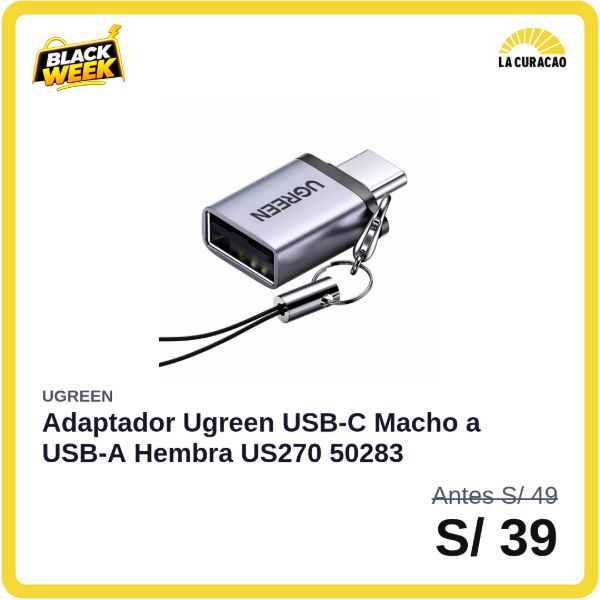 BLACK
WEEK
LA CURACAO
UGREEN
UGREEN
Adaptador Ugreen USB-C Macho a
USB-A Hembra US270 50283
Antes S/ 49
S/ 39